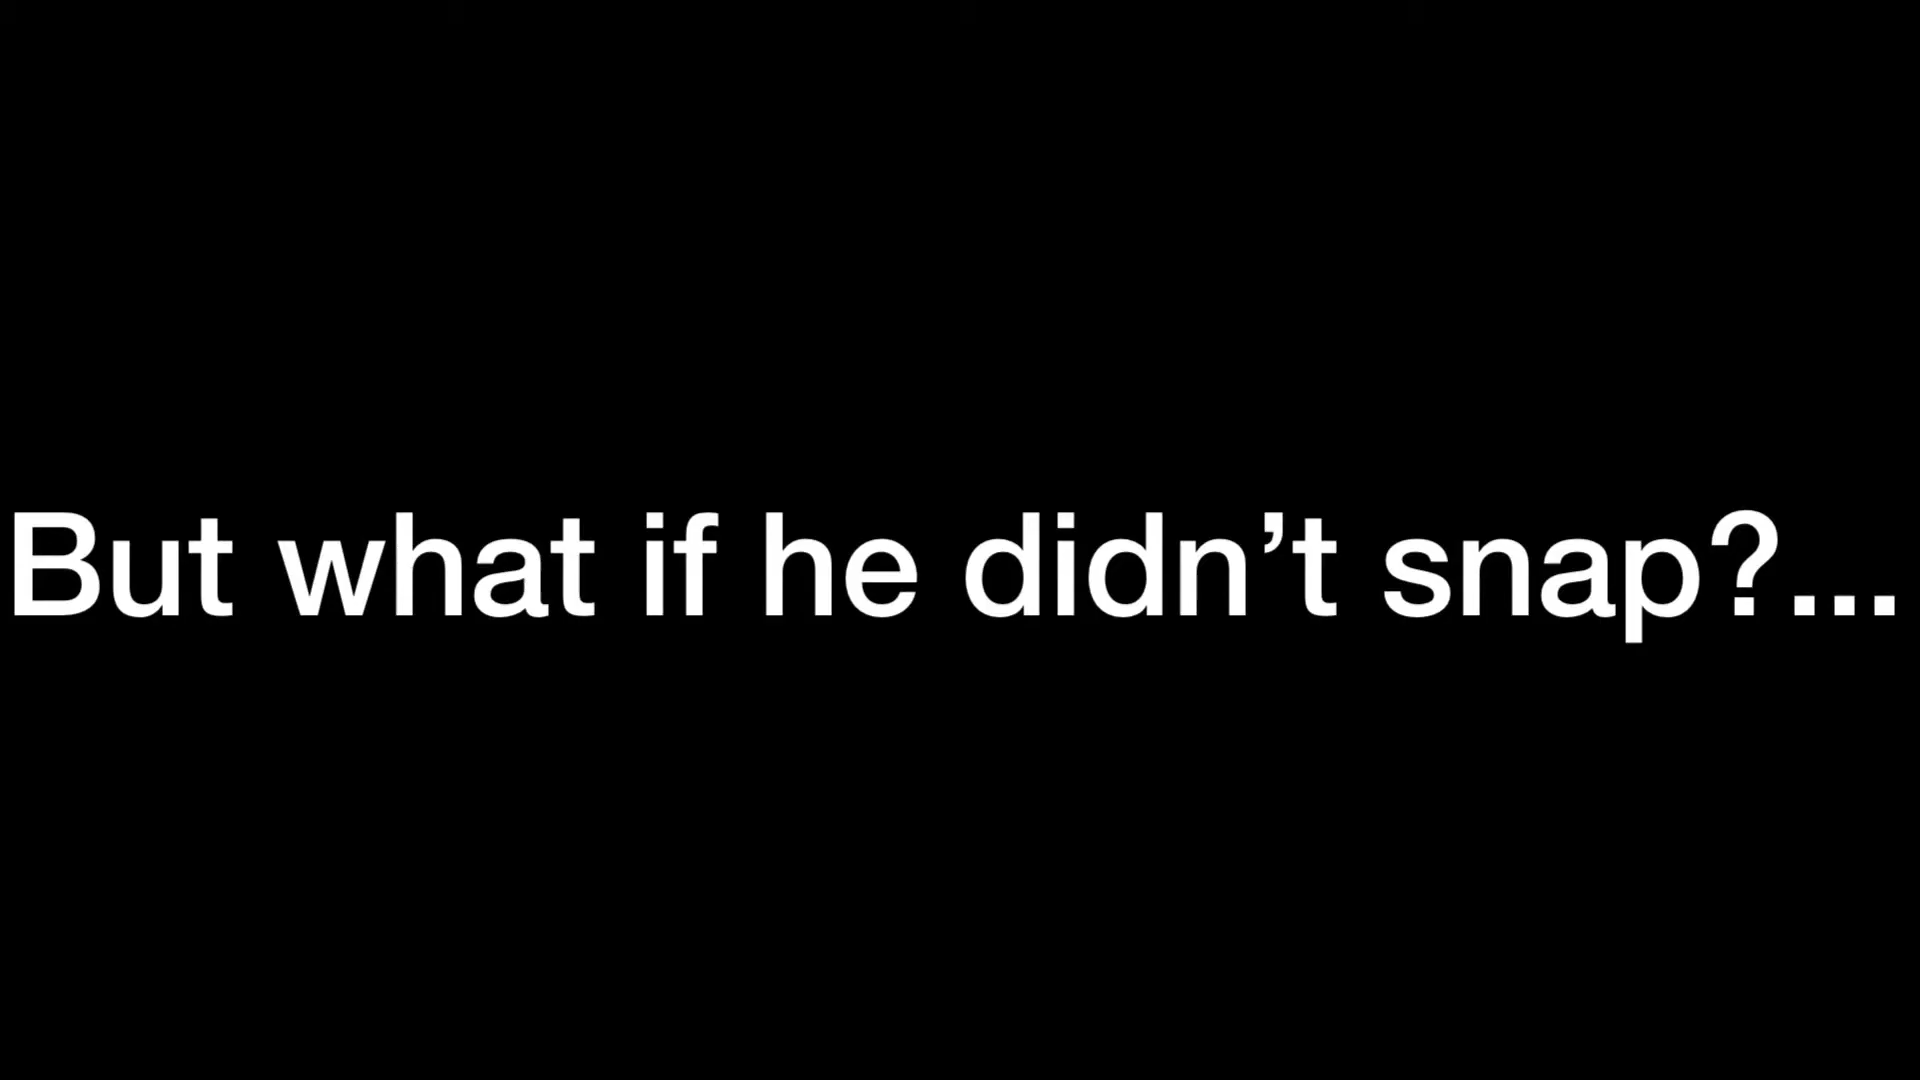 But what if he didn’t snap?...